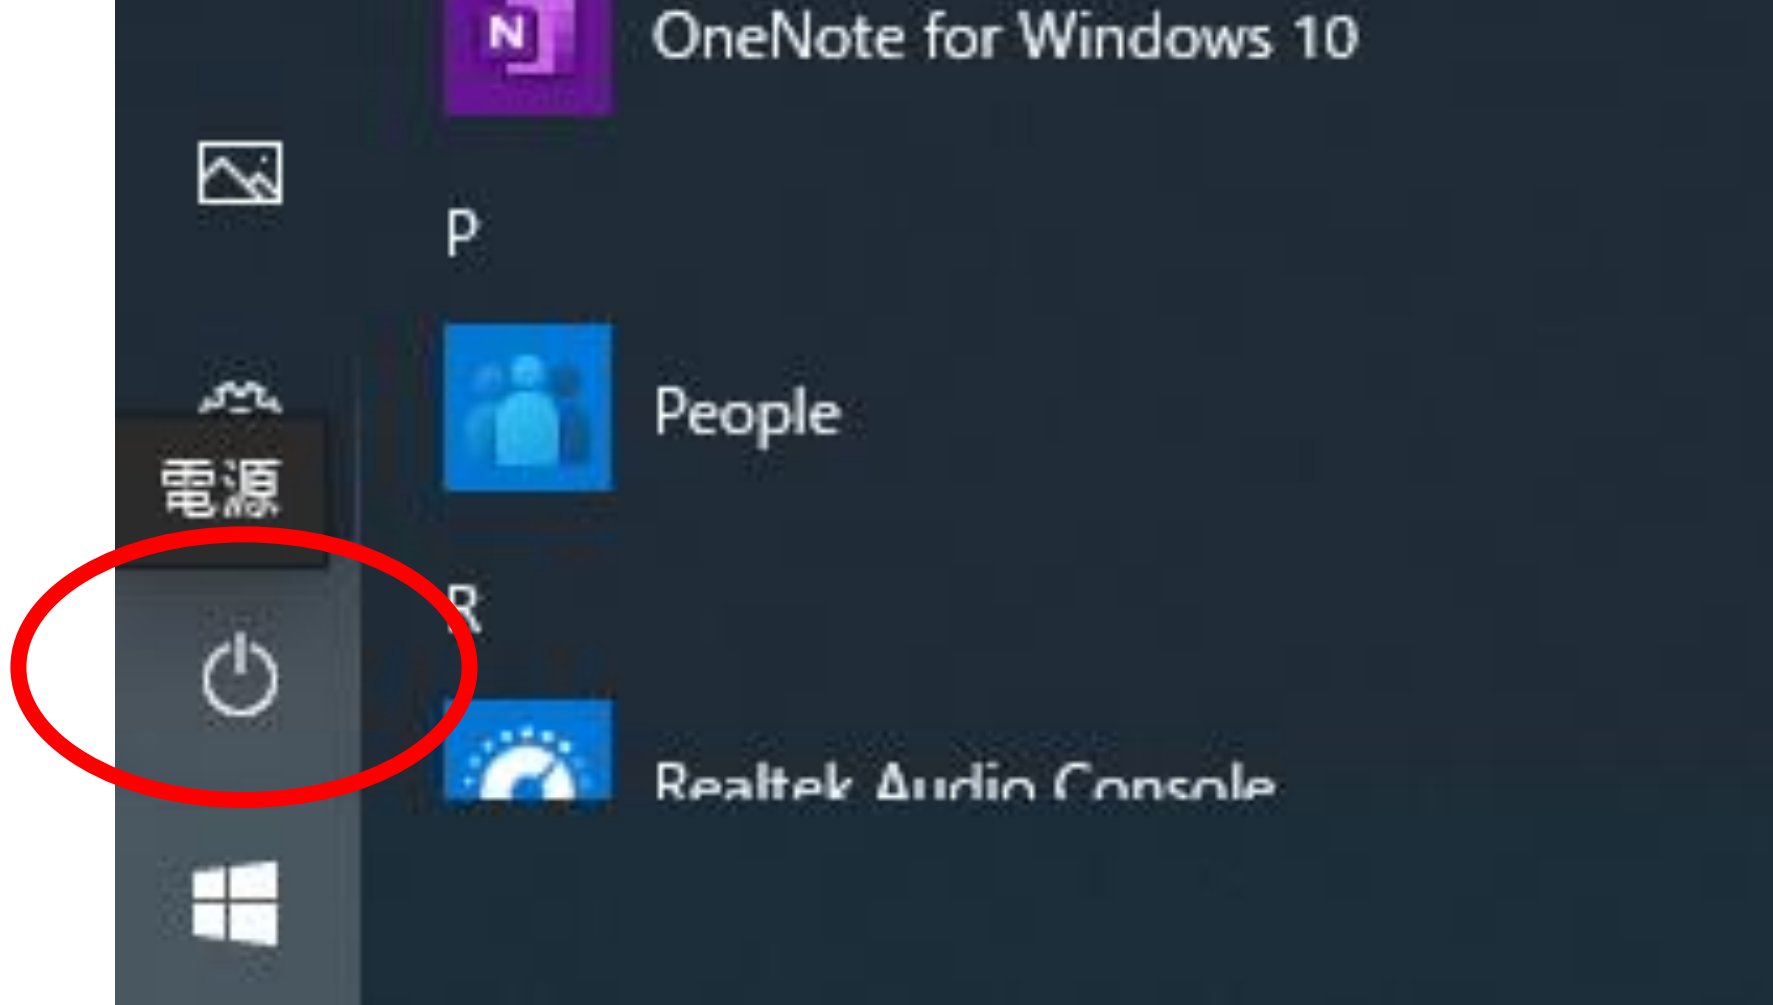 N
OneNote for Windows 10
P
People
電源
R
Realtek Audio Console